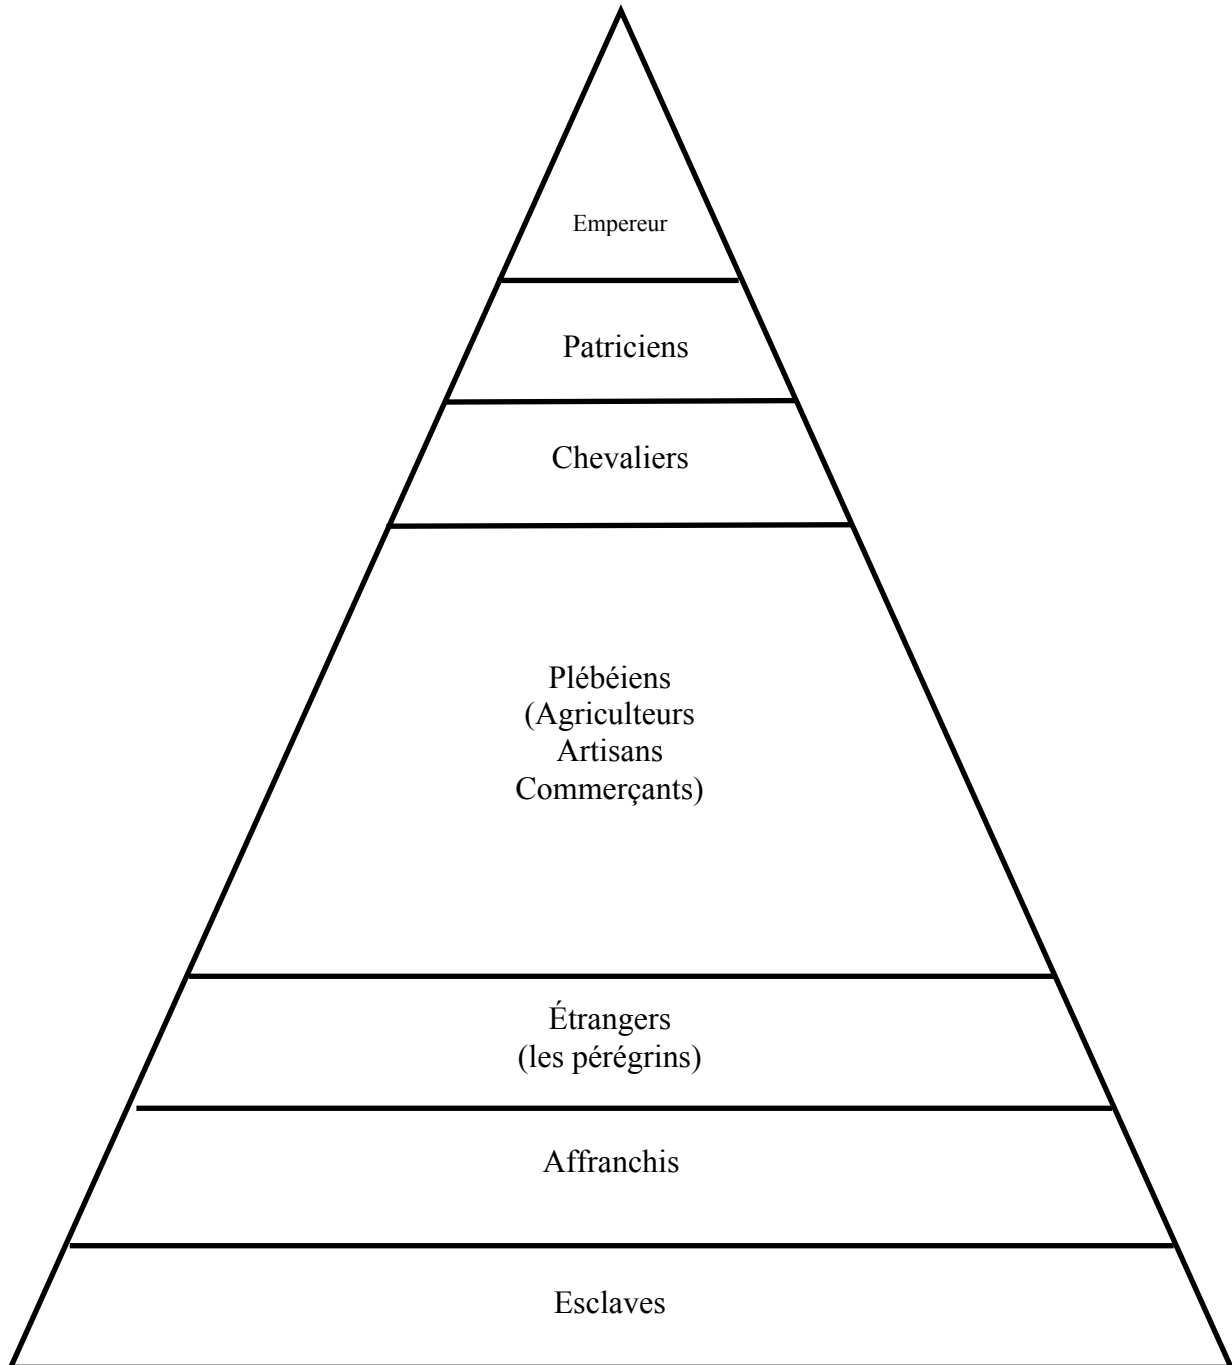 Empereur
Patriciens
Chevaliers
Plébéiens
(Agriculteurs
Artisans
Commerçants)
Étrangers
(les pérégrins)
Affranchis
Esclaves